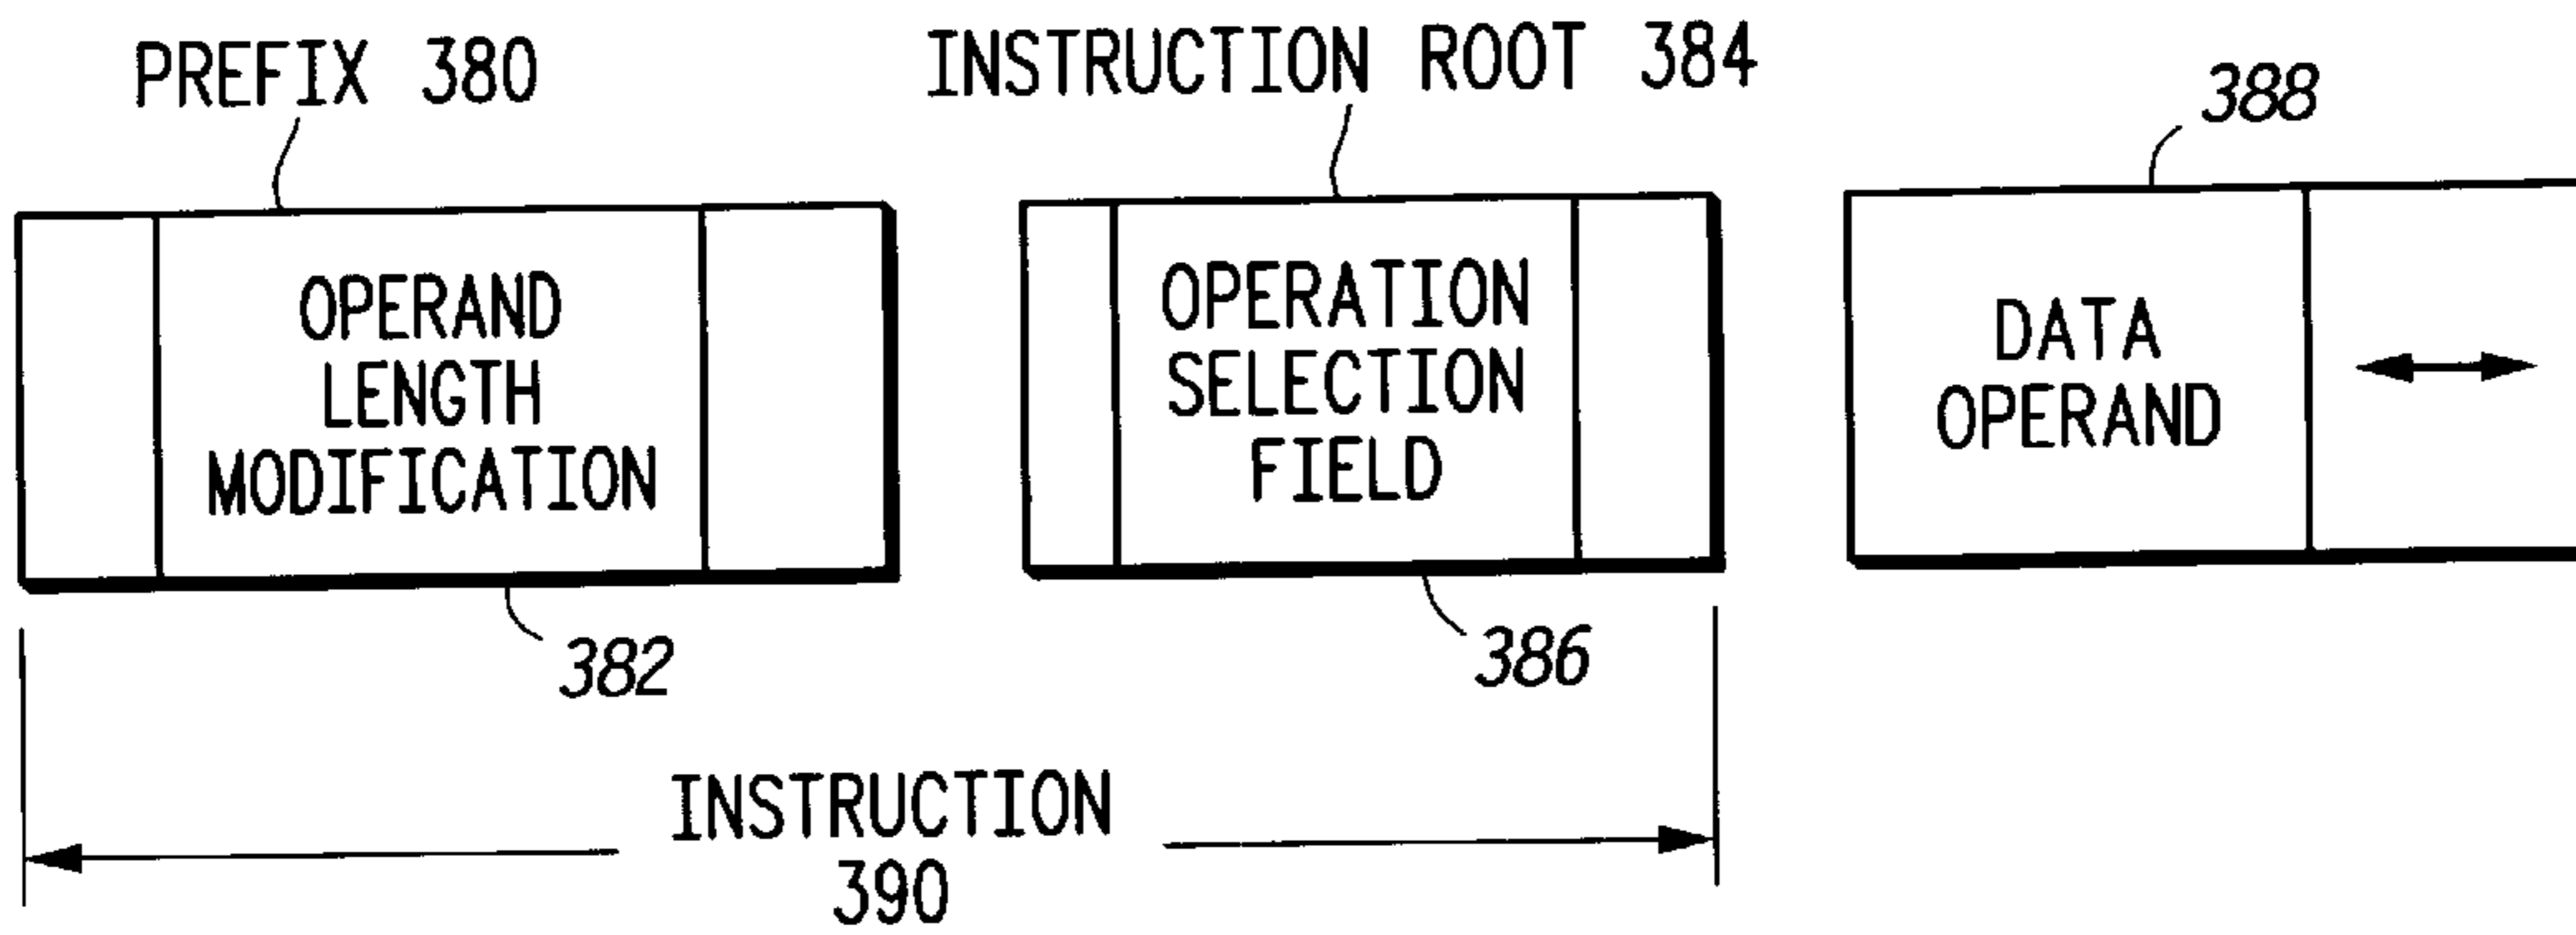 PREFIX 380
INSTRUCTION ROOT 384
388
OPERAND
LENGTH
MODIFICATION
OPERATION
SELECTION
FIELD
DATA
OPERAND
382
386
INSTRUCTION
390